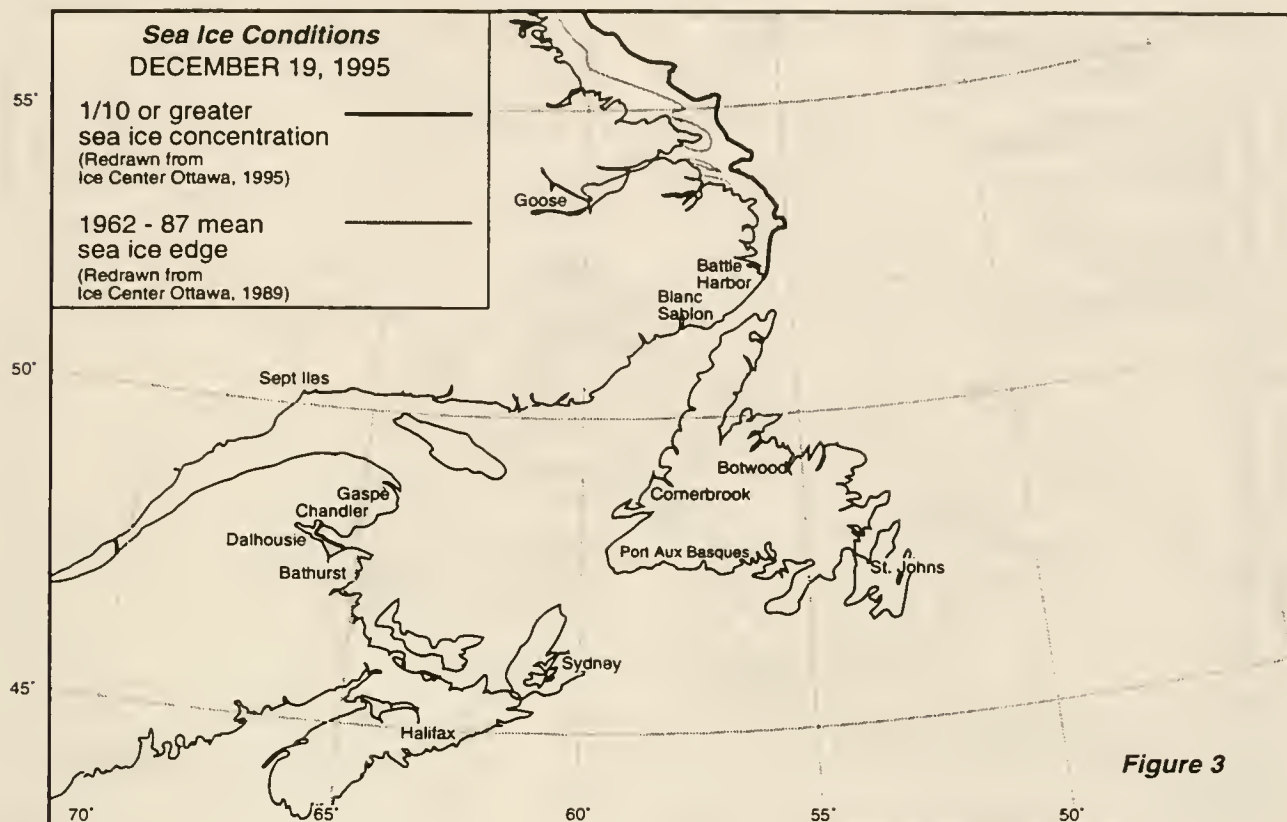 Sea Ice Conditions
DECEMBER 19, 1995
1/10 or greater
sea ice concentration
(Redrawn from
Ice Center Ottawa, 1995)
1962 - 87 mean
sea ice edge
(Redrawn from
Ice Center Ottawa, 1989)
55°
Goose
Battle
Harbor
Blanc
Sablon
50°
Sept Iles
Botwood
Gaspé
Cornerbrook
Chandler
Dalhousie
Port Aux Basques
St. Johns
Bathurst
Sydney
45°
Halifax
Figure 3
70°
65°
60°
55°
50°